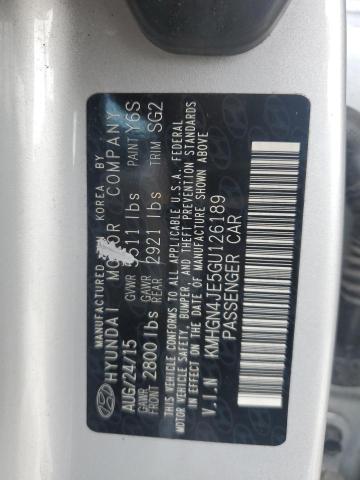 MANUFACTURED IN KOREA BY
HYUNDAI MOTOR COMPANY
AUG/24/15 GVWR 5511 lbs PAINT Y6S
GAWR FRONT 2800 lbs GAWR REAR 2921 lbs TRIM SG2
THIS VEHICLE CONFORMS TO ALL APPLICABLE U.S.A. FEDERAL
MOTOR VEHICLE SAFETY, BUMPER, AND THEFT PREVENTION STANDARDS
IN EFFECT ON THE DATE OF MANUFACTURE SHOWN ABOVE.
V.I.N KMHGN4JE5GU126189
PASSENGER CAR